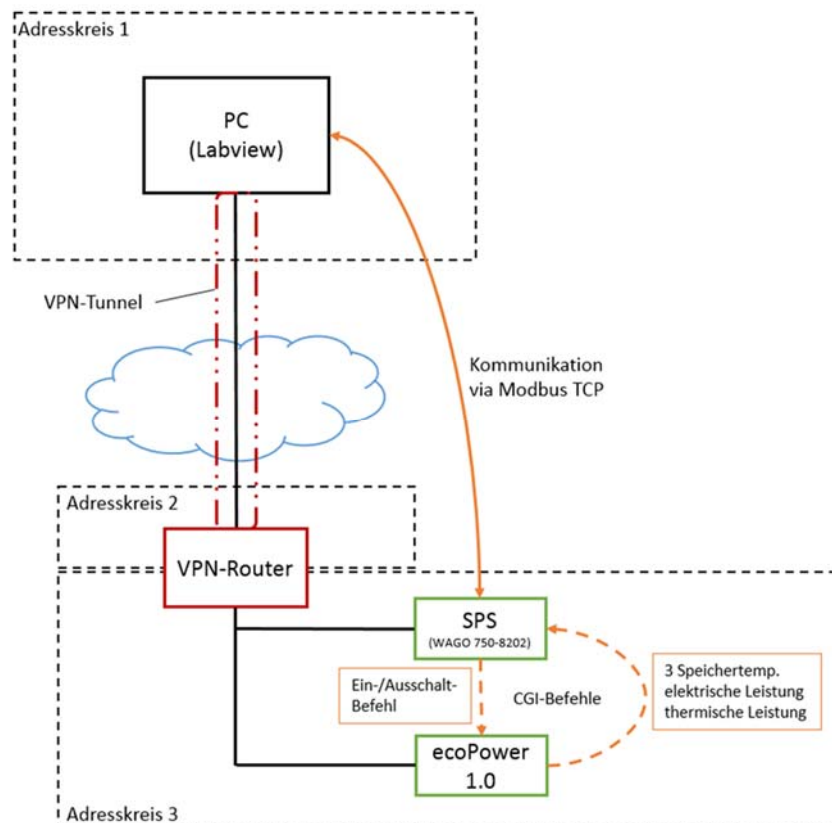 Adresskreis 1
PC
(Labview)
VPN-Tunnel
Kommunikation
via Modbus TCP
Adresskreis 2
VPN-Router
SPS
(WAGO 750-8202)
Ein-/Ausschalt-
Befehl
CGI-Befehle
3 Speichertemp.
elektrische Leistung
thermische Leistung
ecoPower
1.0
Adresskreis 3